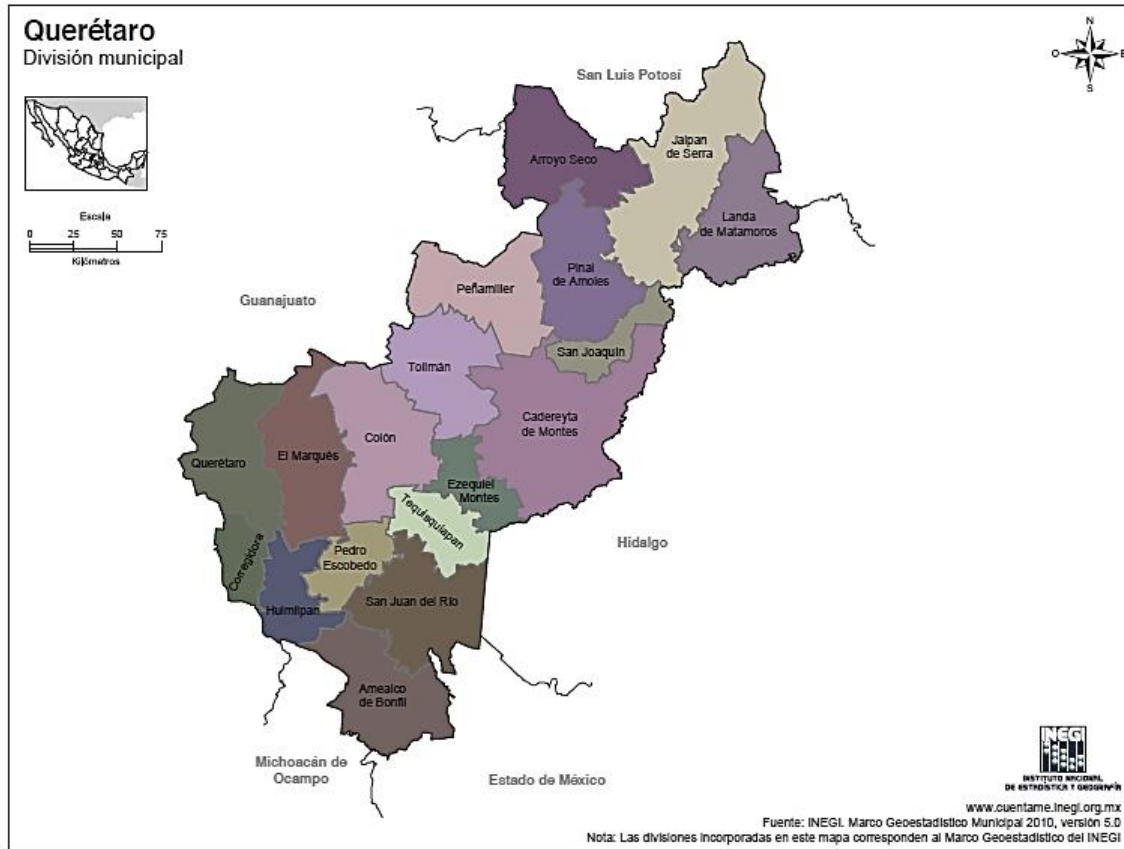 Querétaro
División municipal
N
O
E
S
Escala
0 25 50 75
Kilómetros
San Luis Potosí
Arroyo Seco
Jalpan
de Serra
Landa
de Matamoros
Pinal
de Amoles
Peñamiller
Guanajuato
San Joaquín
Tolimán
Cadereyta
de Montes
Colón
El Marqués
Querétaro
Ezequiel
Montes
Tequisquiapan
Hidalgo
Pedro
Escobedo
Corregidora
San Juan del Río
Huimilpan
Amealco
de Bonfil
Michoacán de
Ocampo
Estado de México
INEGI
INSTITUTO NACIONAL
DE ESTADÍSTICA Y GEOGRAFÍA
www.cuentame.inegi.org.mx
Fuente: INEGI. Marco Geoestadístico Municipal 2010, versión 5.0
Nota: Las divisiones incorporadas en este mapa corresponden al Marco Geoestadístico del INEGI